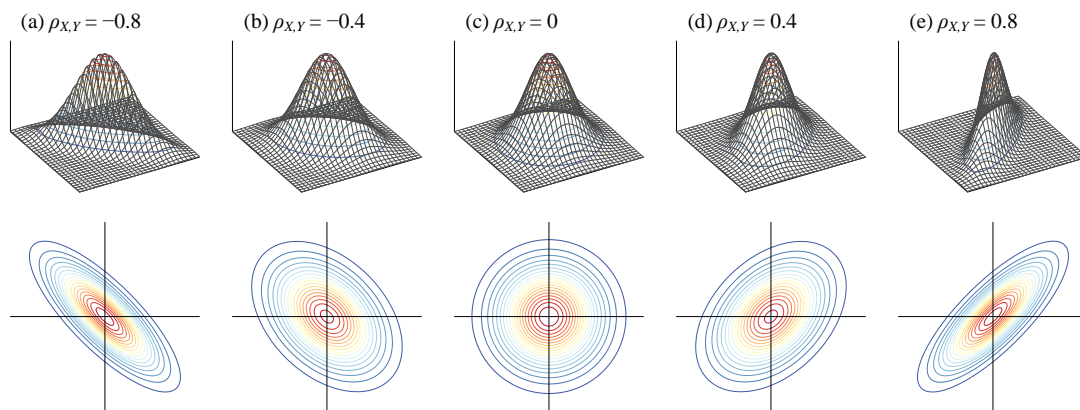 (a) ρX,Y = −0.8
(b) ρX,Y = −0.4
(c) ρX,Y = 0
(d) ρX,Y = 0.4
(e) ρX,Y = 0.8